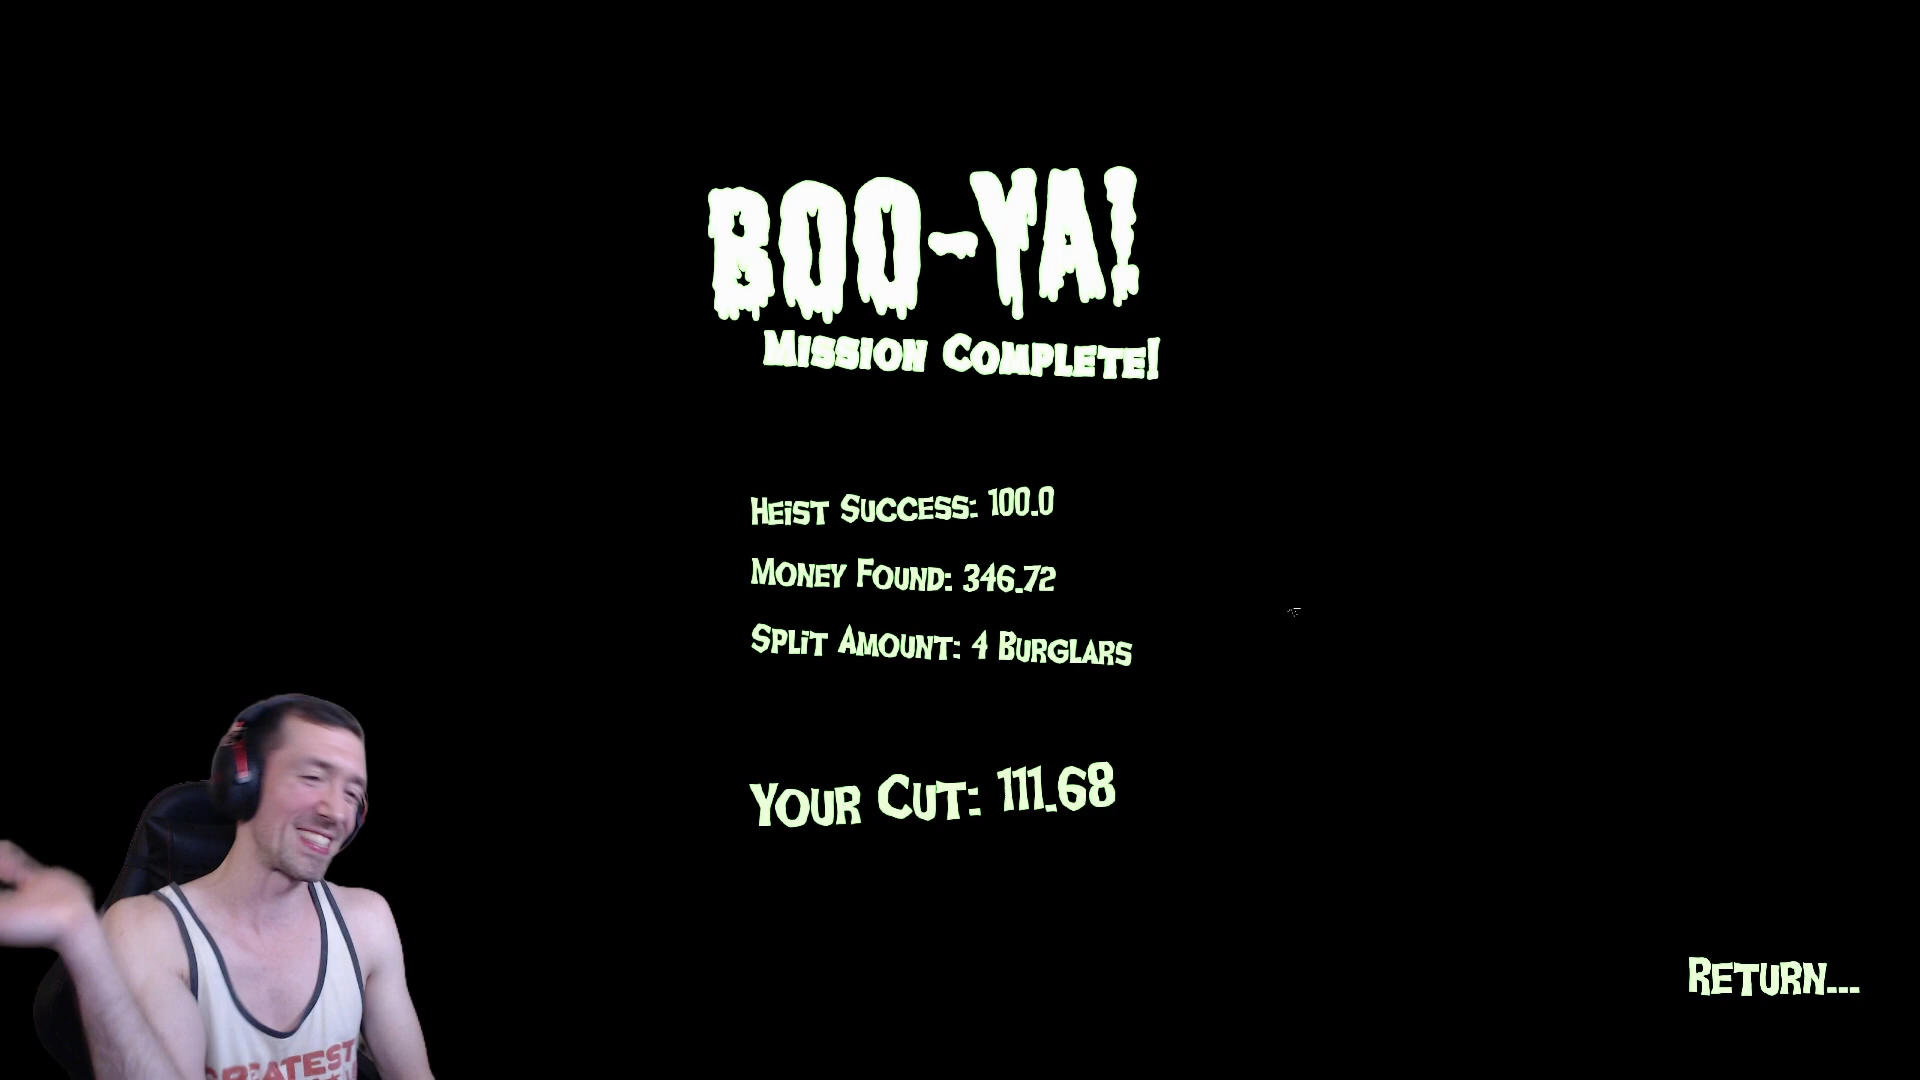 BOO-YA!
MISSION COMPLETE!
HEIST SUCCESS: 100.0
MONEY FOUND: 346.72
SPLIT AMOUNT: 4 BURGLARS
YOUR CUT: 111.68
RETURN...